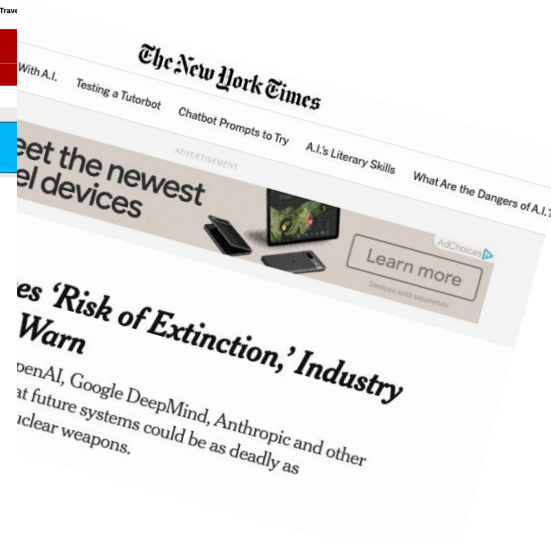 Trave
The New York Times
With A.I.
Testing a Tutorbot
Chatbot Prompts to Try
A.I.'s Literary Skills
What Are the Dangers of A.I.?
ADVERTISEMENT
eet the newest
el devices
AdChoices
Learn more
Devices sold separately.
es ‘Risk of Extinction,’ Industry
Warn
penAI, Google DeepMind, Anthropic and other
at future systems could be as deadly as
uclear weapons.